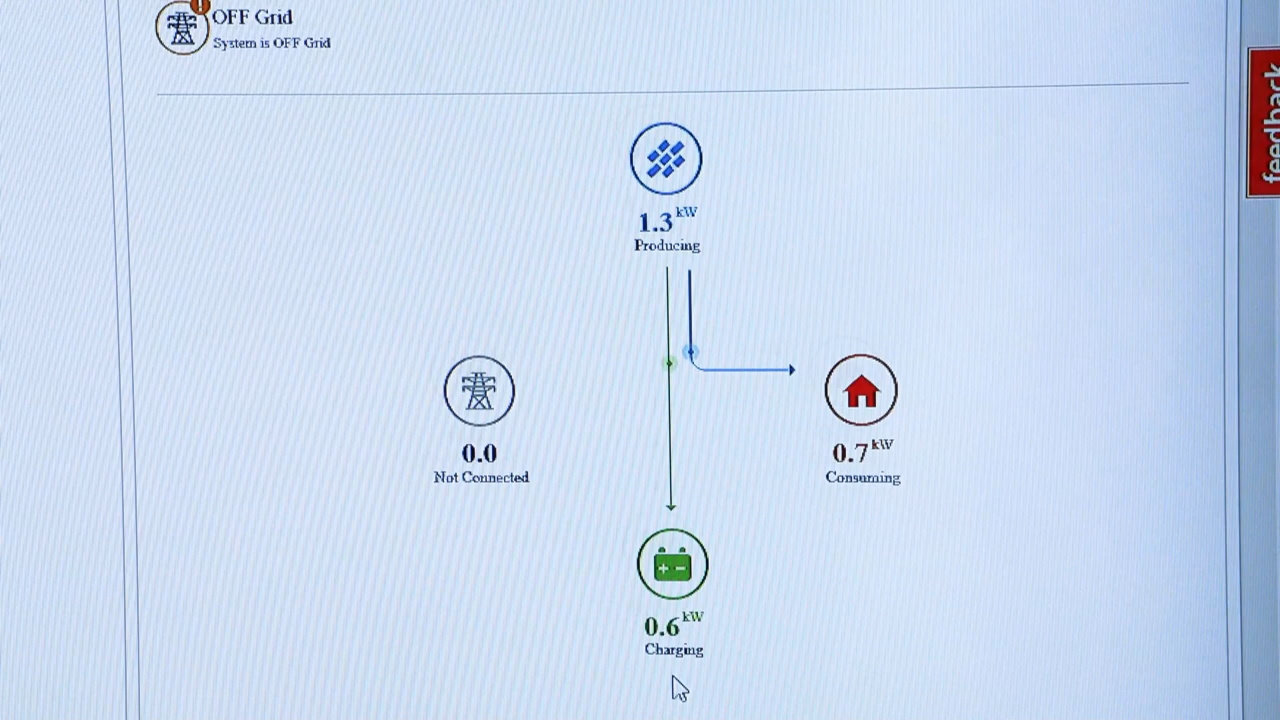 OFF Grid
System is OFF Grid
feedback
1.3 kW
Producing
0.0
Not Connected
0.7 kW
Consuming
0.6 kW
Charging